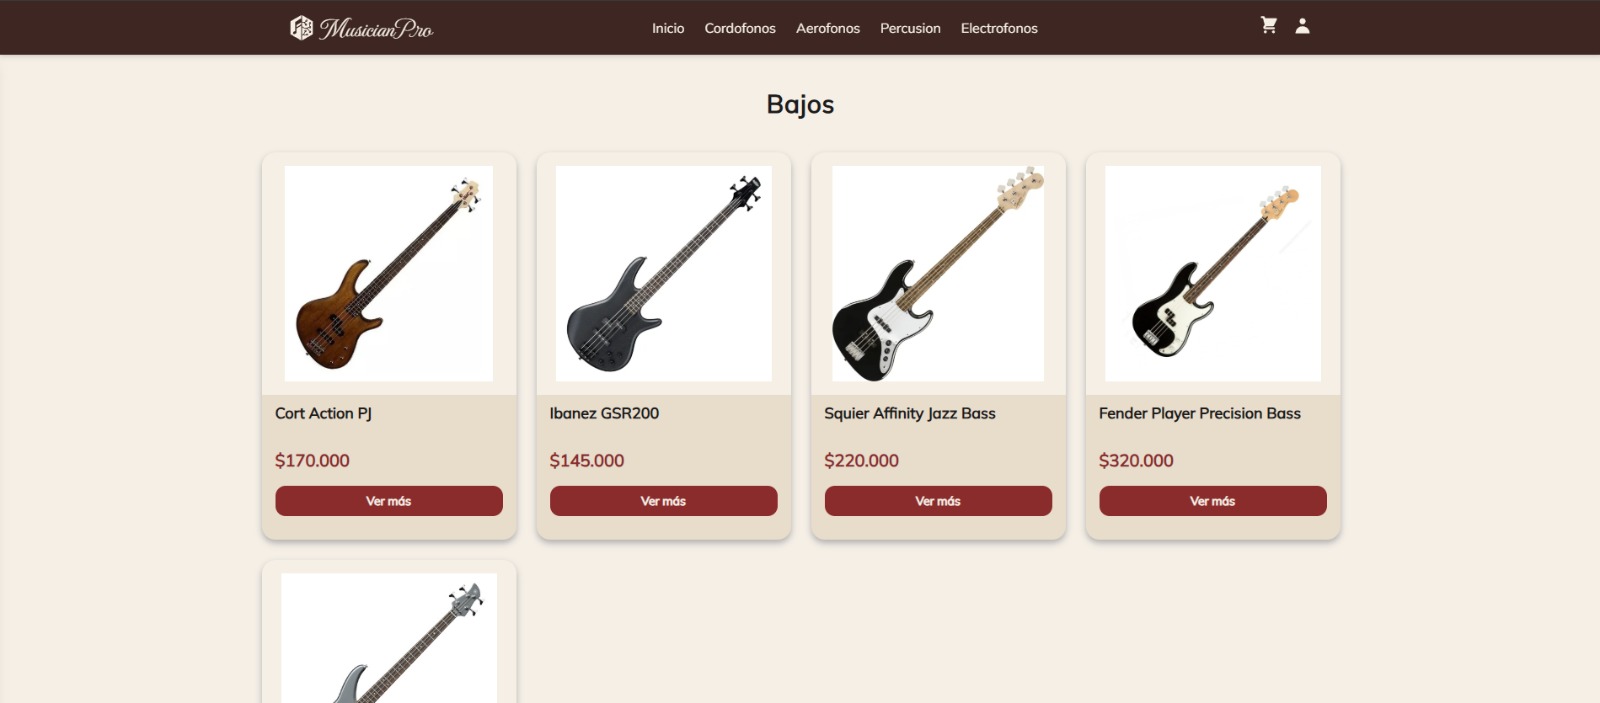 MusicianPro
Inicio Cordofonos Aerofonos Percusion Electrofonos
Bajos
Cort Action PJ
$170.000
Ver más
Ibanez GSR200
$145.000
Ver más
Squier Affinity Jazz Bass
$220.000
Ver más
Fender Player Precision Bass
$320.000
Ver más